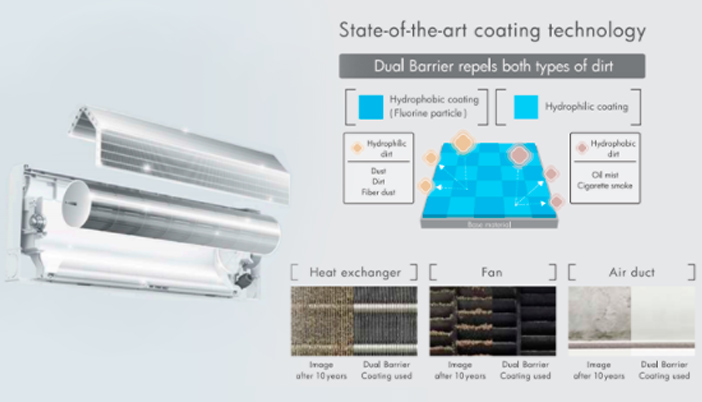 State-of-the-art coating technology
Dual Barrier repels both types of dirt
Hydrophobic coating
(Fluorine particle)
Hydrophilic coating
Hydrophilic
dirt
Dust
Dirt
Fiber dust
Hydrophobic
dirt
Oil mist
Cigarette smoke
Base material
Heat exchanger
Fan
Air duct
Image
after 10 years
Dual Barrier
Coating used
Image
after 10 years
Dual Barrier
Coating used
Image
after 10 years
Dual Barrier
Coating used